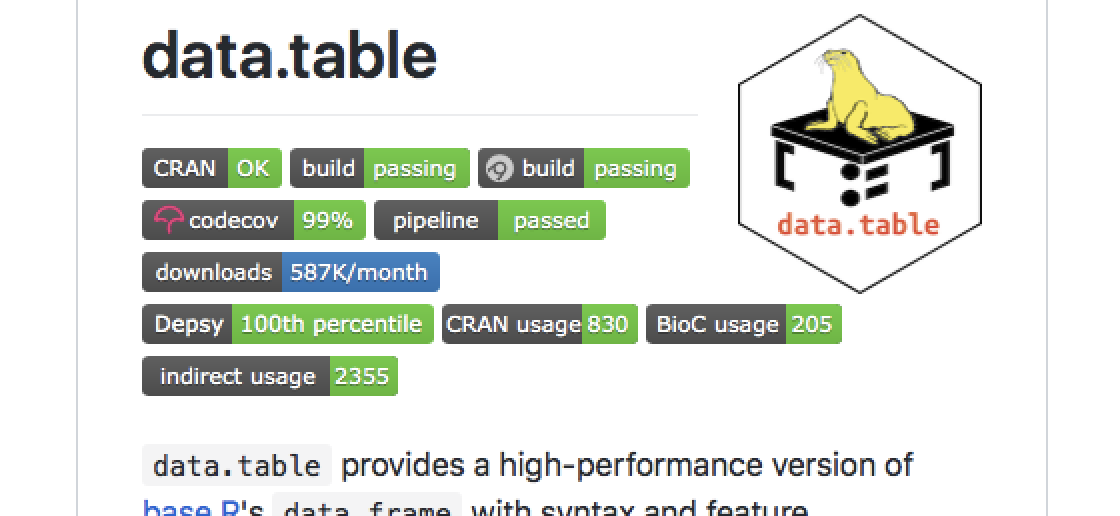 data.table
CRAN OK build passing build passing
codecov 99% pipeline passed
data.table
downloads 587K/month
Depsy 100th percentile CRAN usage 830 BioC usage 205
indirect usage 2355
data.table provides a high-performance version of
base R's data.frame with syntax and feature